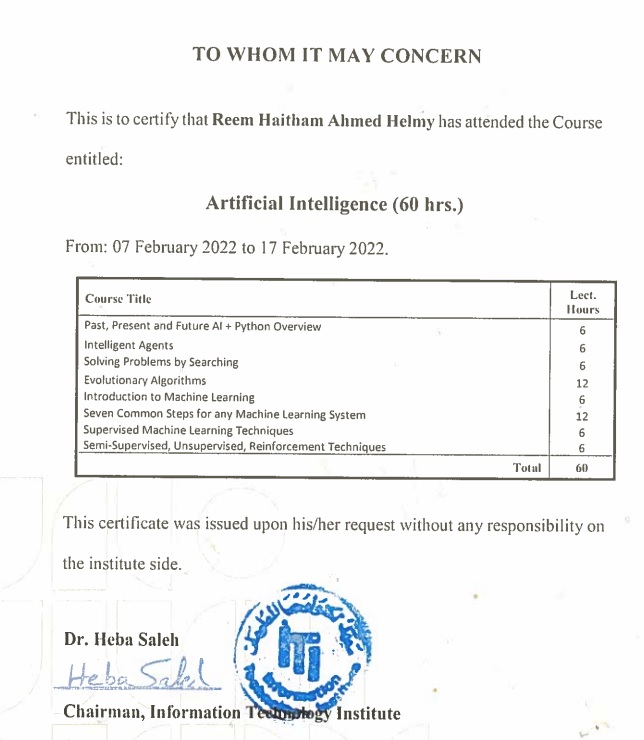 TO WHOM IT MAY CONCERN
This is to certify that Reem Haitham Ahmed Helmy has attended the Course
entitled:
Artificial Intelligence (60 hrs.)
From: 07 February 2022 to 17 February 2022.
Course Title Lect. Hours
Past, Present and Future AI + Python Overview 6
Intelligent Agents 6
Solving Problems by Searching 6
Evolutionary Algorithms 12
Introduction to Machine Learning 6
Seven Common Steps for any Machine Learning System 12
Supervised Machine Learning Techniques 6
Semi-Supervised, Unsupervised, Reinforcement Techniques 6
Total 60
This certificate was issued upon his/her request without any responsibility on
the institute side.
Dr. Heba Saleh
Heba Saleh
iti
Information
Chairman, Information Technology Institute